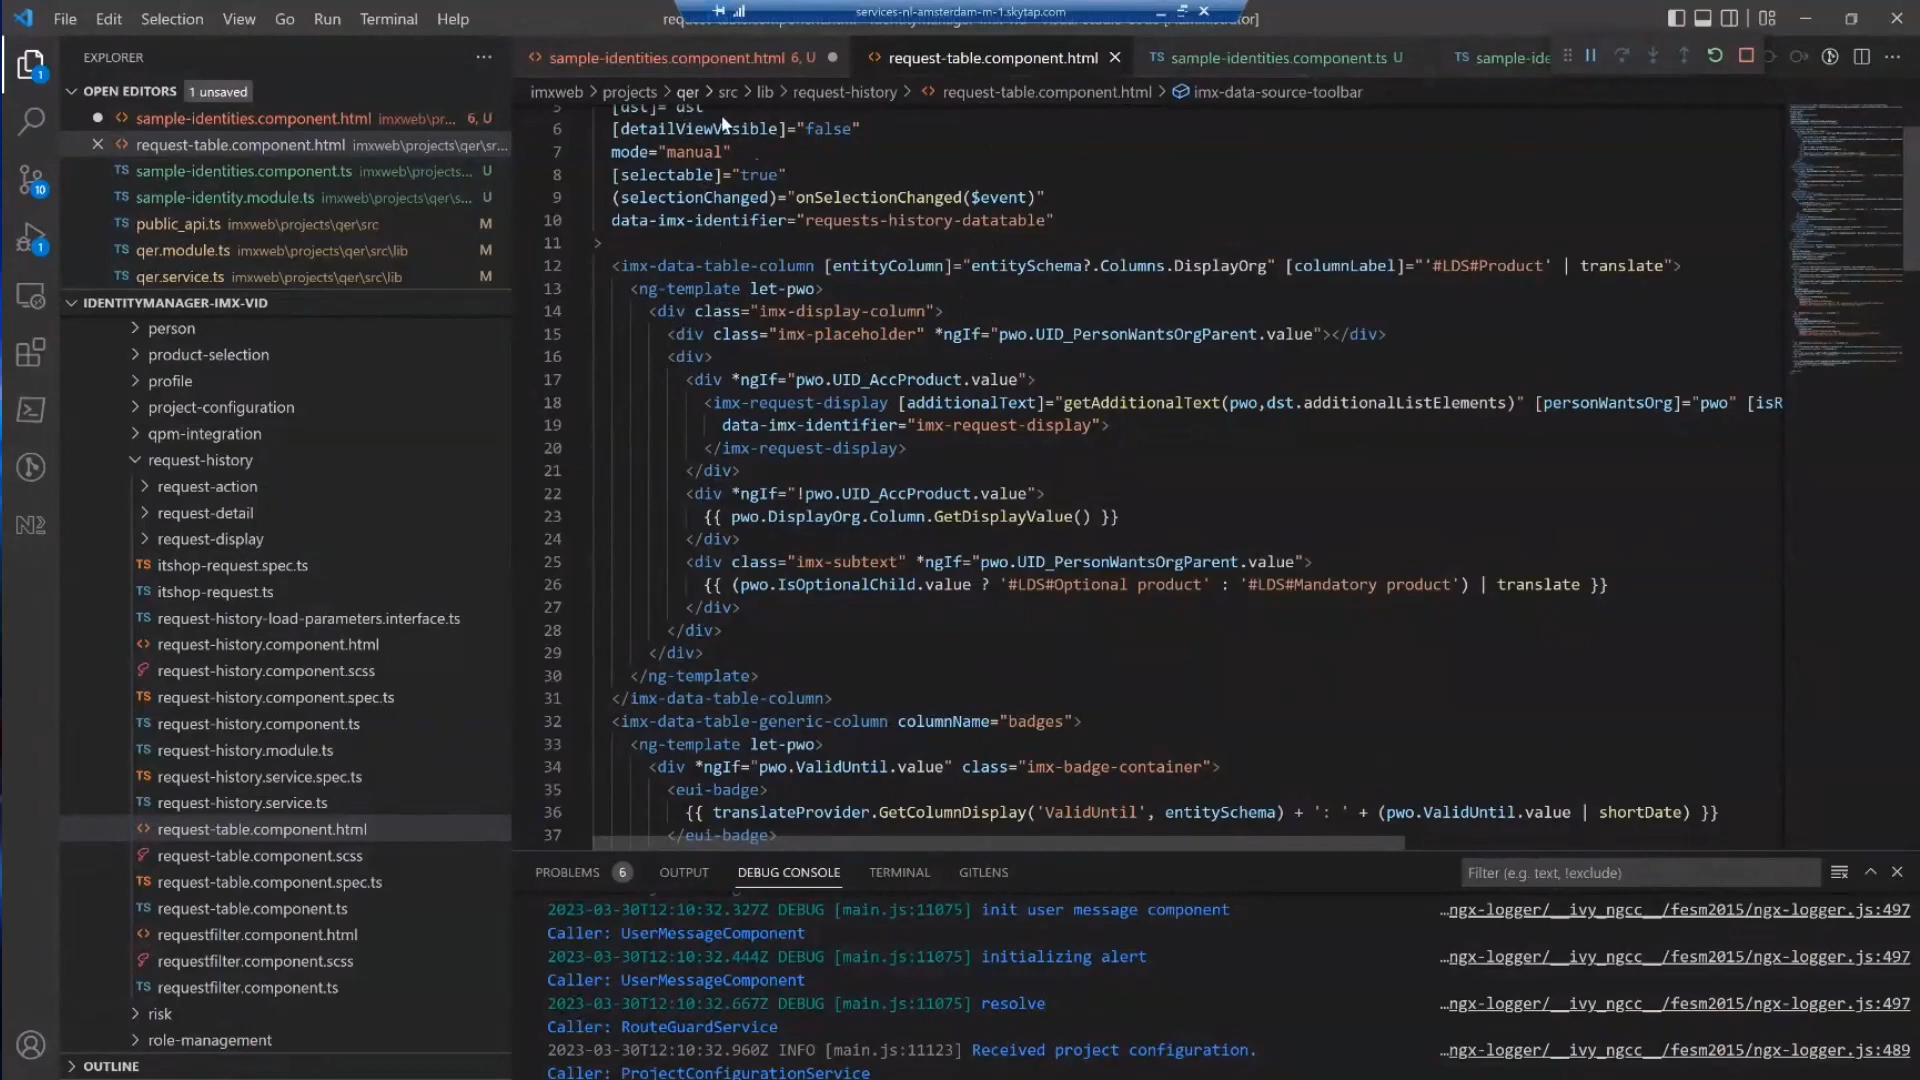 File Edit Selection View Go Run Terminal Help
services-nl-amsterdam-m-1.skytap.com
EXPLORER
OPEN EDITORS 1 unsaved
sample-identities.component.html imxweb\pr... 6, U
request-table.component.html imxweb\projects\qer\sr...
sample-identities.component.ts imxweb\projects... U
sample-identity.module.ts imxweb\projects\qer\s... U
public_api.ts imxweb\projects\qer\src M
qer.module.ts imxweb\projects\qer\src\lib M
qer.service.ts imxweb\projects\qer\src\lib M
IDENTITYMANAGER-IMX-VID
person
product-selection
profile
project-configuration
qpm-integration
request-history
request-action
request-detail
request-display
itshop-request.spec.ts
itshop-request.ts
request-history-load-parameters.interface.ts
request-history.component.html
request-history.component.scss
request-history.component.spec.ts
request-history.component.ts
request-history.module.ts
request-history.service.spec.ts
request-history.service.ts
request-table.component.html
request-table.component.scss
request-table.component.spec.ts
request-table.component.ts
requestfilter.component.html
requestfilter.component.scss
requestfilter.component.ts
risk
role-management
OUTLINE
1
10
1
sample-identities.component.html 6, U
request-table.component.html
sample-identities.component.ts U
sample-ide
imxweb > projects > qer > src > lib > request-history > request-table.component.html > imx-data-source-toolbar
6 [detailViewVisible]="false"
7 mode="manual"
8 [selectable]="true"
9 (selectionChanged)="onSelectionChanged($event)"
10 data-imx-identifier="requests-history-datatable"
11 >
12 <imx-data-table-column [entityColumn]="entitySchema?.Columns.DisplayOrg" [columnLabel]="'#LDS#Product' | translate">
13 <ng-template let-pwo>
14 <div class="imx-display-column">
15 <div class="imx-placeholder" *ngIf="pwo.UID_PersonWantsOrgParent.value"></div>
16 <div>
17 <div *ngIf="pwo.UID_AccProduct.value">
18 <imx-request-display [additionalText]="getAdditionalText(pwo,dst.additionalListElements)" [personWantsOrg]="pwo" [isR
19 data-imx-identifier="imx-request-display">
20 </imx-request-display>
21 </div>
22 <div *ngIf="!pwo.UID_AccProduct.value">
23 {{ pwo.DisplayOrg.Column.GetDisplayValue() }}
24 </div>
25 <div class="imx-subtext" *ngIf="pwo.UID_PersonWantsOrgParent.value">
26 {{ (pwo.IsOptionalChild.value ? '#LDS#Optional product' : '#LDS#Mandatory product') | translate }}
27 </div>
28 </div>
29 </div>
30 </ng-template>
31 </imx-data-table-column>
32 <imx-data-table-generic-column columnName="badges">
33 <ng-template let-pwo>
34 <div *ngIf="pwo.ValidUntil.value" class="imx-badge-container">
35 <eui-badge>
36 {{ translateProvider.GetColumnDisplay('ValidUntil', entitySchema) + ': ' + (pwo.ValidUntil.value | shortDate) }}
37 </eui-badge>
PROBLEMS 6 OUTPUT DEBUG CONSOLE TERMINAL GITLENS
Filter (e.g. text, !exclude)
2023-03-30T12:10:32.327Z DEBUG [main.js:11075] init user message component …ngx-logger/__ivy_ngcc__/fesm2015/ngx-logger.js:497
Caller: UserMessageComponent
2023-03-30T12:10:32.444Z DEBUG [main.js:11075] initializing alert …ngx-logger/__ivy_ngcc__/fesm2015/ngx-logger.js:497
Caller: UserMessageComponent
2023-03-30T12:10:32.667Z DEBUG [main.js:11075] resolve …ngx-logger/__ivy_ngcc__/fesm2015/ngx-logger.js:497
Caller: RouteGuardService
2023-03-30T12:10:32.960Z INFO [main.js:11123] Received project configuration. …ngx-logger/__ivy_ngcc__/fesm2015/ngx-logger.js:489
Caller: ProjectConfigurationService